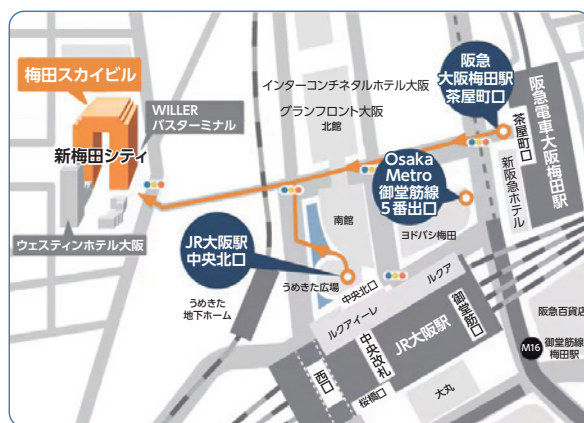 梅田スカイビル
WILLER
バスターミナル
新梅田シティ
ウェスティンホテル大阪
インターコンチネタルホテル大阪
グランフロント大阪
北館
阪急
大阪梅田駅
茶屋町口
茶屋町口
阪急電車大阪梅田駅
新阪急ホテル
Osaka
Metro
御堂筋線
5番出口
ヨドバシ梅田
南館
JR大阪駅
中央北口
うめきた広場
うめきた
地下ホーム
中央北口
ルクア
ルクアイーレ
御堂筋口
JR大阪駅
中央改札
西口
桜橋口
大丸
阪急百貨店
M16
御堂筋線
梅田駅